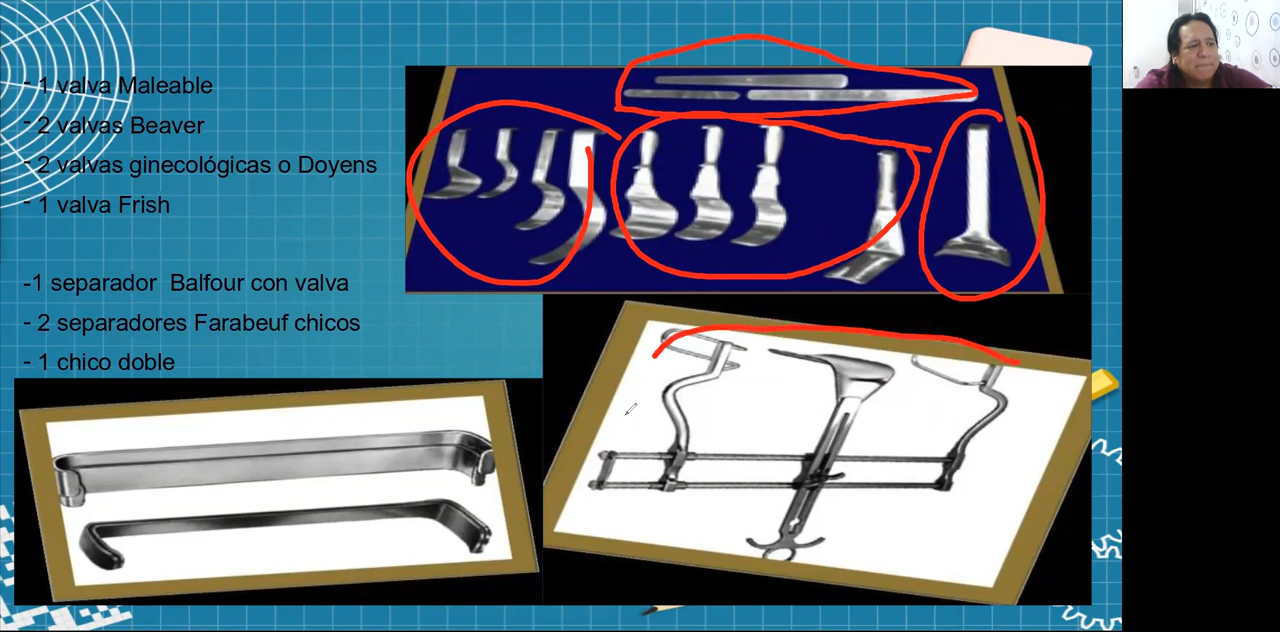 - 1 valva Maleable
- 2 valvas Beaver
- 2 valvas ginecológicas o Doyens
- 1 valva Frish
-1 separador  Balfour con valva
- 2 separadores Farabeuf chicos
- 1 chico doble